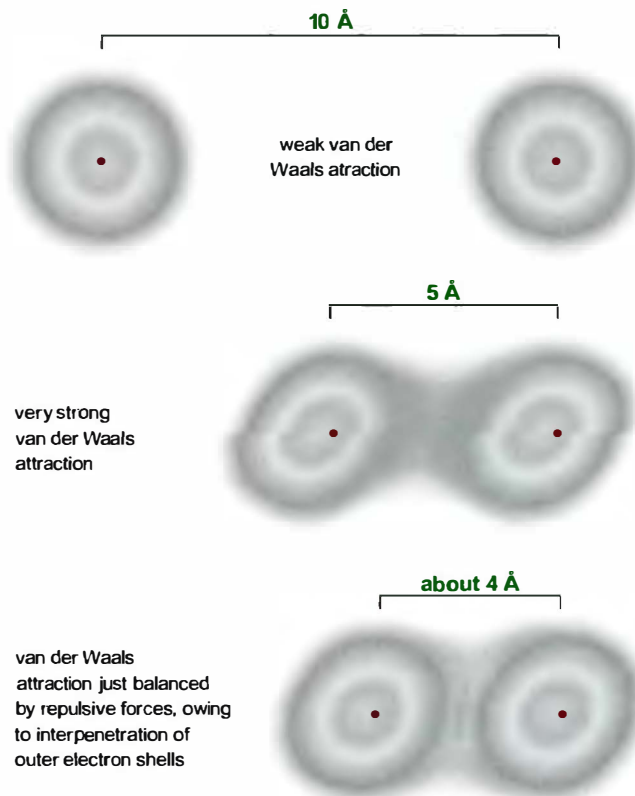 10 Å
weak van der
Waals atraction
5 Å
very strong
van der Waals
attraction
about 4 Å
van der Waals
attraction just balanced
by repulsive forces, owing
to interpenetration of
outer electron shells